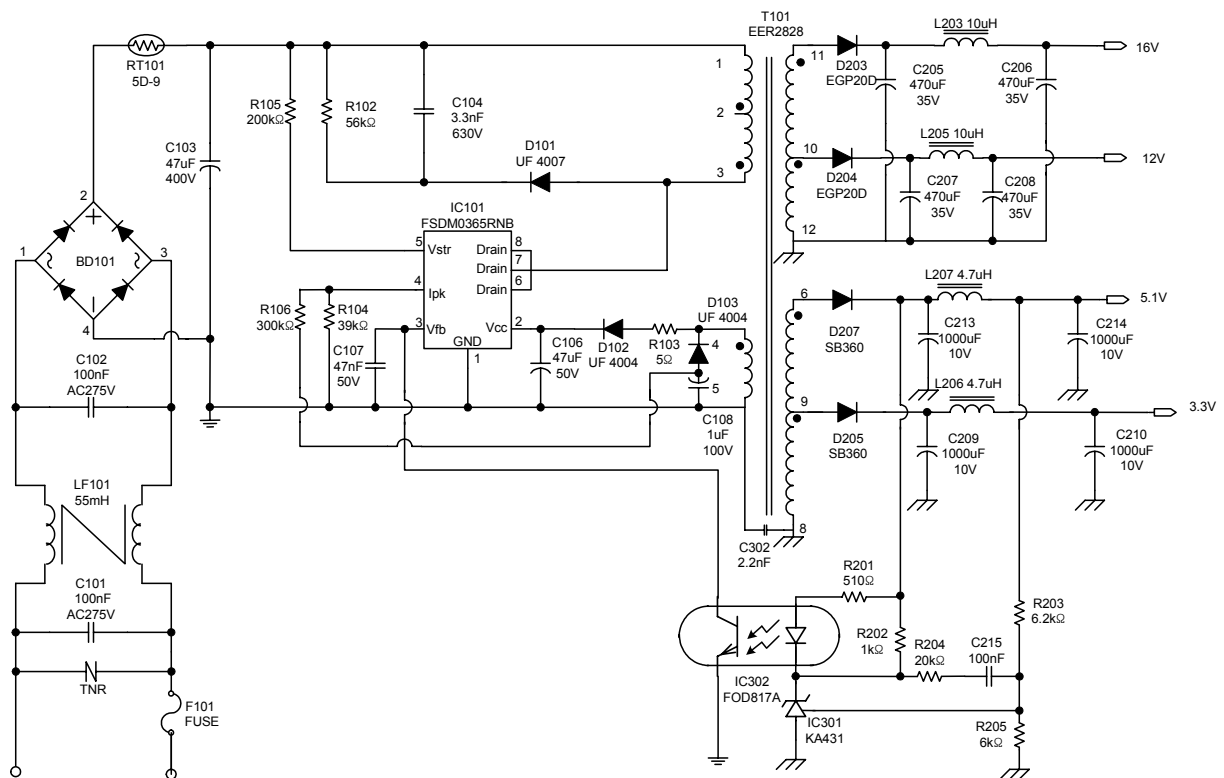 T101
EER2828
RT101
5D-9
C103
47uF
400V
R105
200kΩ
R102
56kΩ
C104
3.3nF
630V
D101
UF 4007
1
2
3
11
10
12
D203
EGP20D
C205
470uF
35V
L203 10uH
C206
470uF
35V
16V
D204
EGP20D
C207
470uF
35V
L205 10uH
C208
470uF
35V
12V
2
1
3
4
BD101
IC101
FSDM0365RNB
5
Vstr
4
Ipk
3
Vfb
Drain
8
Drain
7
Drain
6
Vcc
2
GND
1
R106
300kΩ
R104
39kΩ
C107
47nF
50V
C106
47uF
50V
D102
UF 4004
R103
5Ω
D103
UF 4004
4
5
C108
1uF
100V
6
9
8
D207
SB360
L207 4.7uH
C213
1000uF
10V
C214
1000uF
10V
5.1V
D205
SB360
L206 4.7uH
C209
1000uF
10V
C210
1000uF
10V
3.3V
C102
100nF
AC275V
LF101
55mH
C101
100nF
AC275V
TNR
F101
FUSE
C302
2.2nF
R201
510Ω
R202
1kΩ
R204
20kΩ
C215
100nF
R203
6.2kΩ
IC302
FOD817A
IC301
KA431
R205
6kΩ